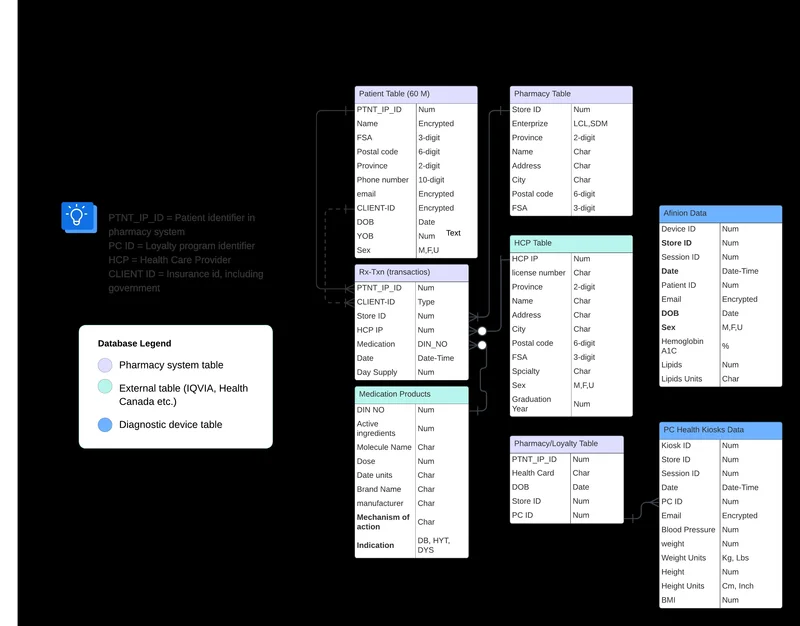 PTNT_IP_ID = Patient identifier in
pharmacy system
PC ID = Loyalty program identifier
HCP = Health Care Provider
CLIENT ID = Insurance id, including
government
Database Legend
Pharmacy system table
External table (IQVIA, Health
Canada etc.)
Diagnostic device table
Patient Table (60 M)
PTNT_IP_ID Num
Name Encrypted
FSA 3-digit
Postal code 6-digit
Province 2-digit
Phone number 10-digit
email Encrypted
CLIENT-ID Encrypted
DOB Date
YOB Num
Text
Sex M,F,U
Rx-Txn (transactios)
PTNT_IP_ID Num
CLIENT-ID Type
Store ID Num
HCP IP Num
Medication DIN_NO
Date Date-Time
Day Supply Num
Medication Products
DIN NO Num
Active
ingredients Num
Molecule Name Char
Dose Num
Date units Char
Brand Name Char
manufacturer Char
Mechanism of
action Char
Indication DB, HYT,
DYS
Pharmacy Table
Store ID Num
Enterprize LCL,SDM
Province 2-digit
Name Char
Address Char
City Char
Postal code 6-digit
FSA 3-digit
HCP Table
HCP IP Num
license number Char
Province 2-digit
Name Char
Address Char
City Char
Postal code 6-digit
FSA 3-digit
Spcialty Char
Sex M,F,U
Graduation
Year Num
Pharmacy/Loyalty Table
PTNT_IP_ID Num
Health Card Char
DOB Date
Store ID Num
PC ID Num
Afinion Data
Device ID Num
Store ID Num
Session ID Num
Date Date-Time
Patient ID Num
Email Encrypted
DOB Date
Sex M,F,U
Hemoglobin
A1C %
Lipids Num
Lipids Units Char
PC Health Kiosks Data
Kiosk ID Num
Store ID Num
Session ID Num
Date Date-Time
PC ID Num
Email Encrypted
Blood Pressure Num
weight Num
Weight Units Kg, Lbs
Height Num
Height Units Cm, Inch
BMI Num